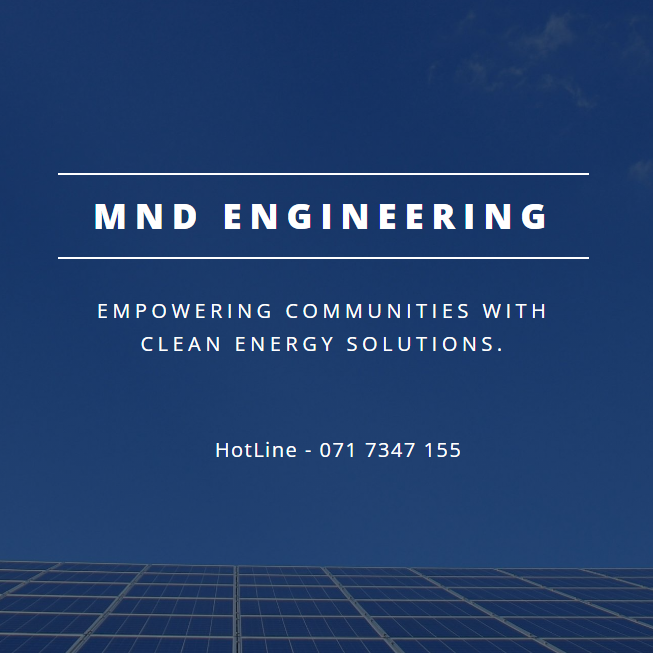 MND ENGINEERING
EMPOWERING COMMUNITIES WITH
CLEAN ENERGY SOLUTIONS.
HotLine - 071 7347 155